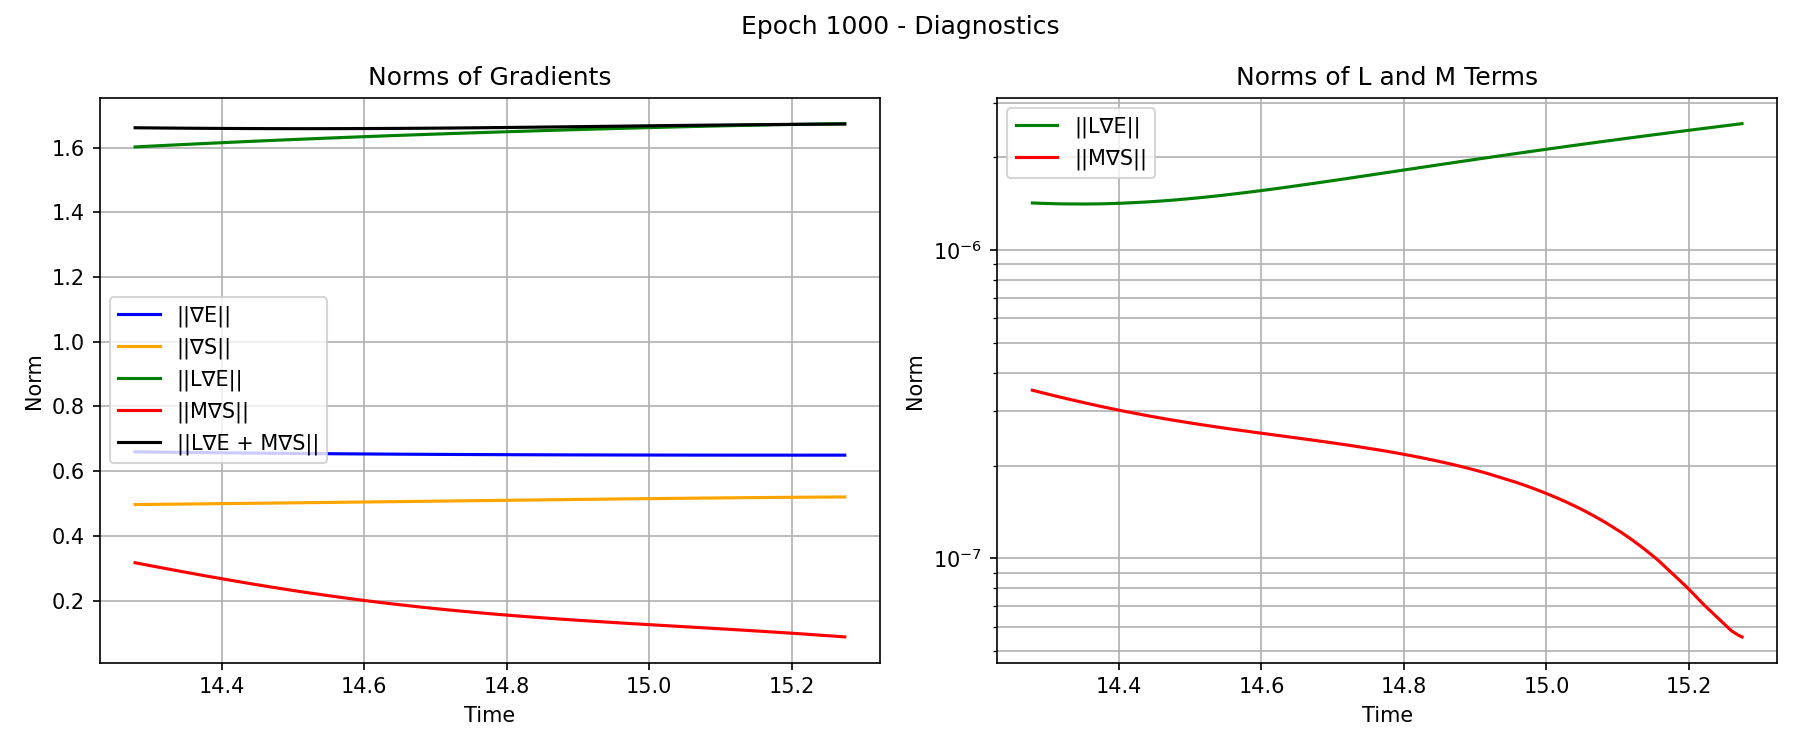 Epoch 1000 - Diagnostics
Norms of Gradients
1.6
1.4
1.2
1.0
0.8
0.6
0.4
0.2
Norm
||∇E||
||∇S||
||L∇E||
||M∇S||
||L∇E + M∇S||
14.4 14.6 14.8 15.0 15.2
Time
Norms of L and M Terms
||L∇E||
||M∇S||
10⁻⁶
10⁻⁷
Norm
14.4 14.6 14.8 15.0 15.2
Time